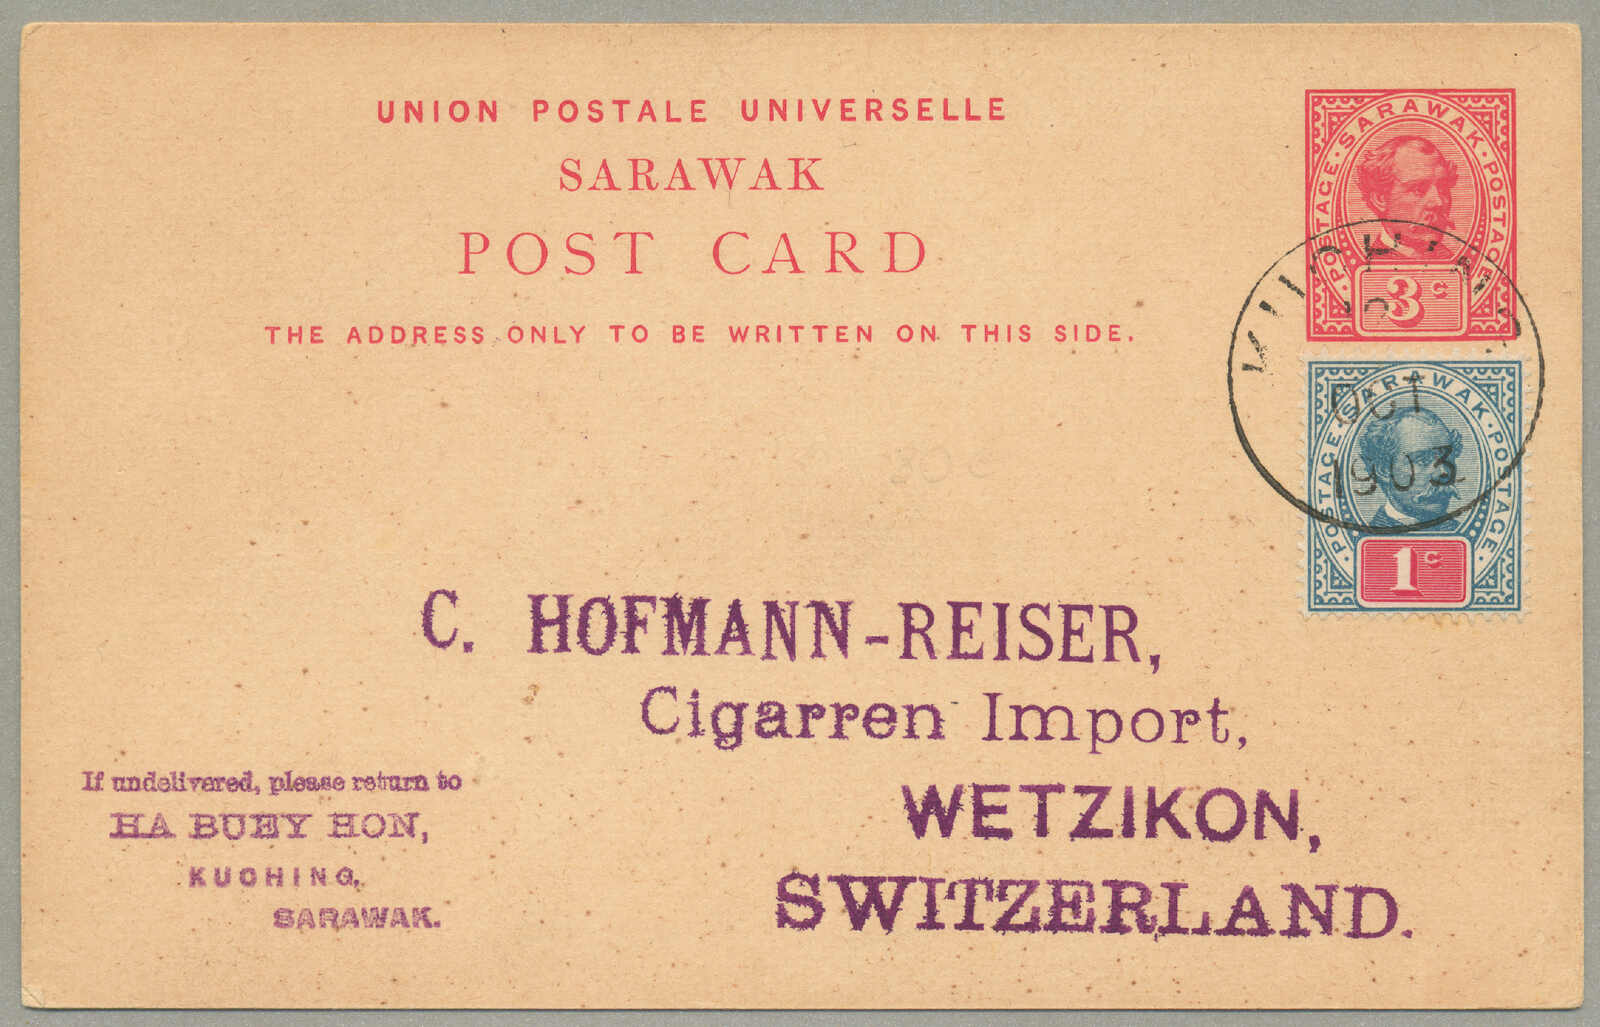 UNION POSTALE UNIVERSELLE
SARAWAK
POST CARD
THE ADDRESS ONLY TO BE WRITTEN ON THIS SIDE.
POSTAGE · SARAWAK · POSTAGE
3c
KUCHING
OCT
1903
POSTAGE · SARAWAK · POSTAGE
1c
C. HOFMANN-REISER,
Cigarren Import,
WETZIKON,
SWITZERLAND.
If undelivered, please return to
HA BUEY HON,
KUCHING,
SARAWAK.